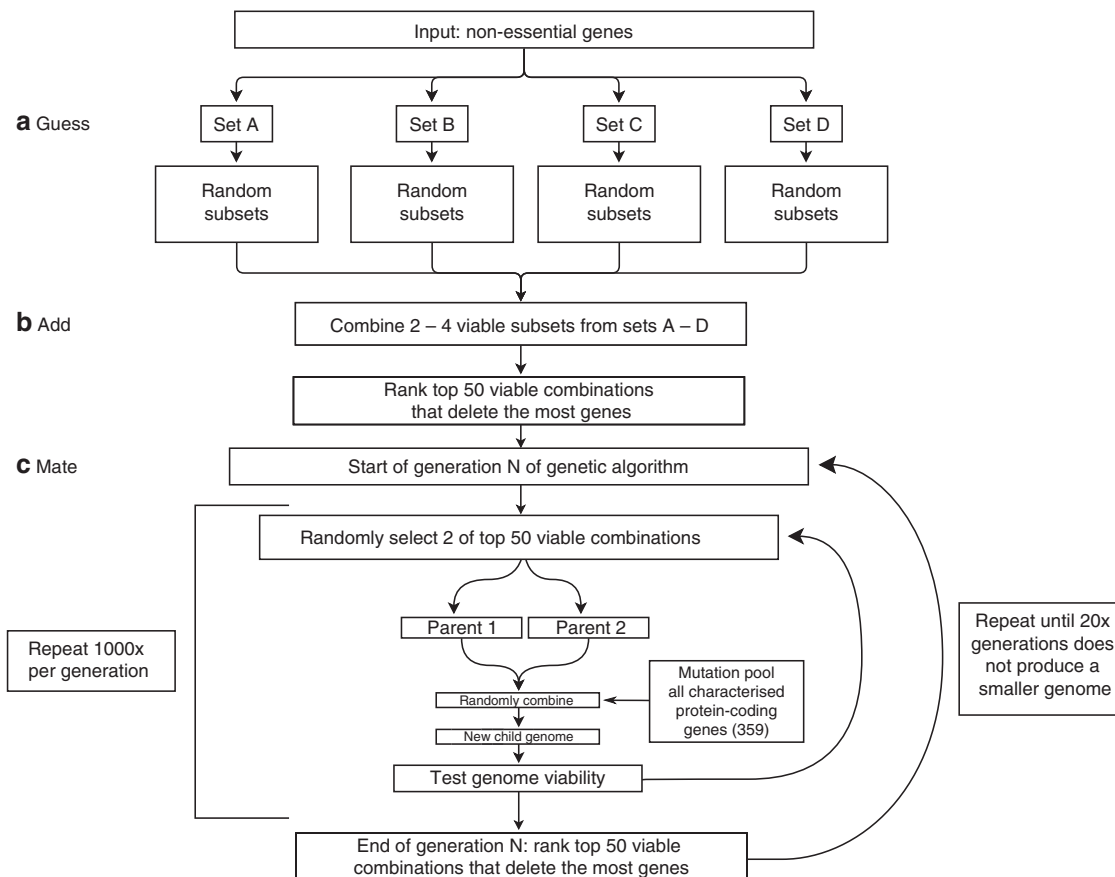 Input: non-essential genes
a Guess
Set A
Set B
Set C
Set D
Random
subsets
Random
subsets
Random
subsets
Random
subsets
b Add
Combine 2 – 4 viable subsets from sets A – D
Rank top 50 viable combinations
that delete the most genes
c Mate
Start of generation N of genetic algorithm
Randomly select 2 of top 50 viable combinations
Parent 1
Parent 2
Repeat 1000x
per generation
Repeat until 20x
generations does
not produce a
smaller genome
Mutation pool
all characterised
protein-coding
genes (359)
Randomly combine
New child genome
Test genome viability
End of generation N: rank top 50 viable
combinations that delete the most genes